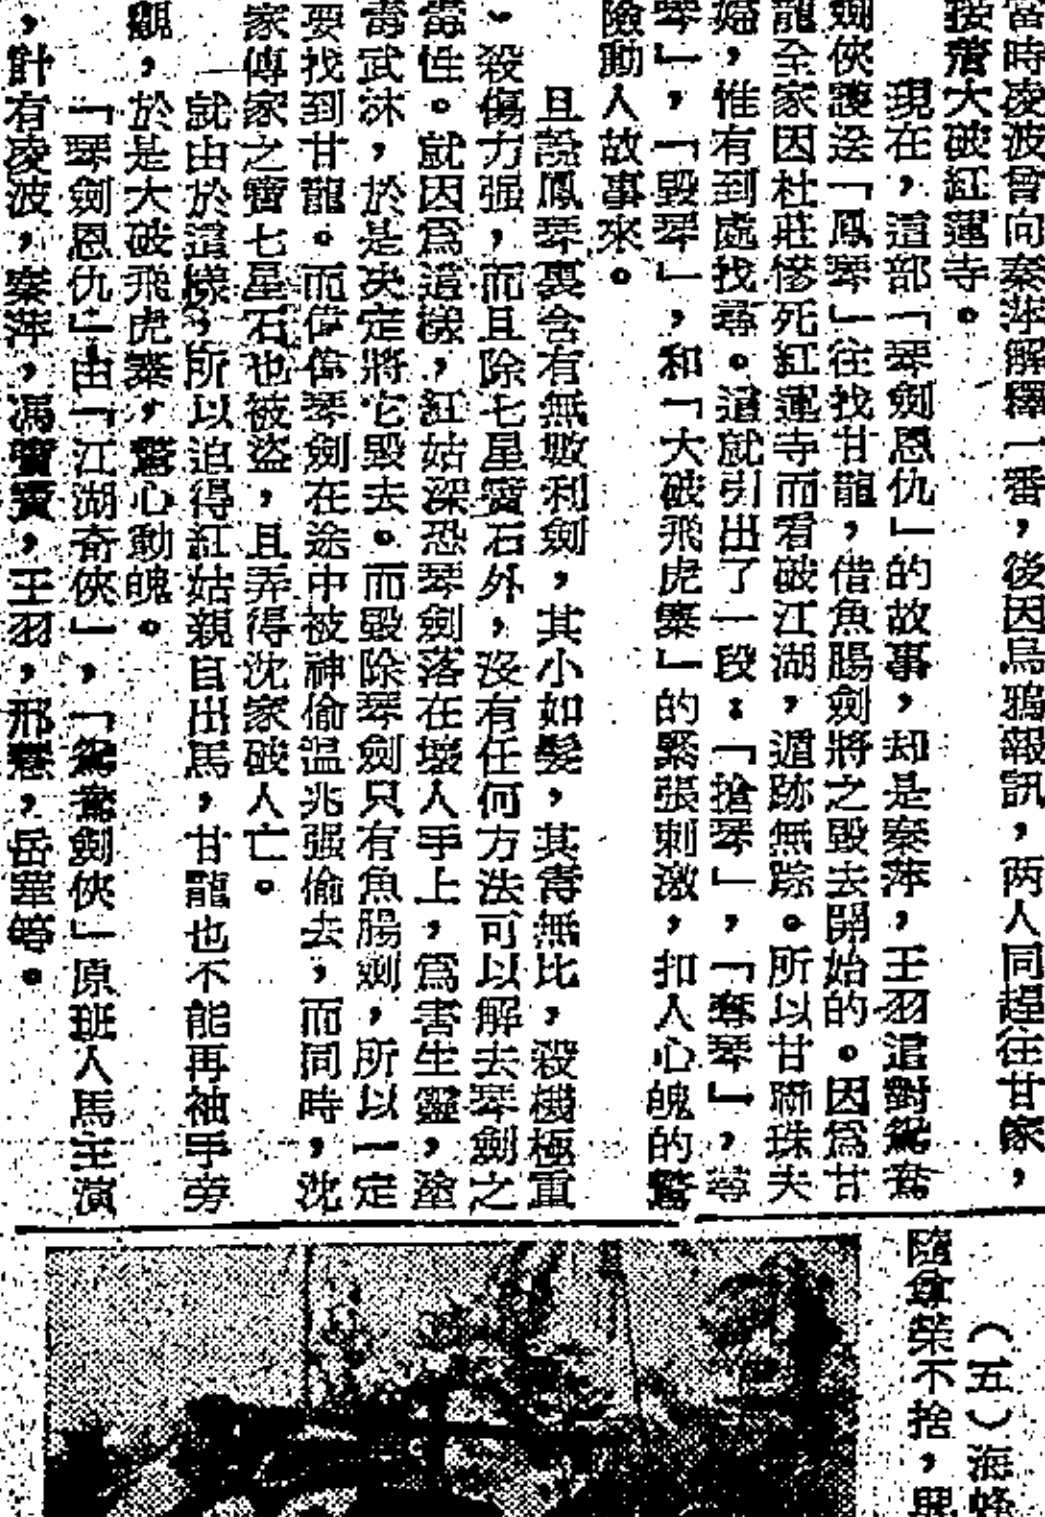 當時凌波曾向秦萍解釋一番，後因烏鴉報訊，两人同趕往甘家，
接着大破紅蓮寺。
現在，這部「琴劍恩仇」的故事，却是秦萍，王羽這對鴛鴦
劍俠護送「鳳琴」往找甘龍，借魚腸劍將之毀去開始的。因爲甘
龍全家因杜莊慘死紅蓮寺而看破江湖，遁跡無踪。所以甘聯珠夫
婦，惟有到處找尋。這就引出了一段：「搶琴」，「奪琴」，尋
琴」，「毀琴」，和「大破飛虎寨」的緊張刺激，扣人心魄的驚
險動人故事來。
且說鳳琴裏含有無數利劍，其小如髮，其毒無比，殺機極重
、殺傷力强，而且除七星寶石外，沒有任何方法可以解去琴劍之
毒性。就因爲這樣，紅姑深恐琴劍落在壞人手上，爲害生靈，塗
毒武沐，於是决定將它毀去。而毀除琴劍只有魚腸劍，所以一定
要找到甘龍。而偏偏琴劍在途中被神偷温兆强偷去，而同時，沈
家傳家之寶七星石也被盜，且弄得沈家破人亡。
就由於這樣，所以迫得紅姑親自出馬，甘龍也不能再袖手旁
觀，於是大破飛虎寨，驚心動魄。
「琴劍恩仇」由「江湖奇俠」，「鴛鴦劍俠」原班人馬主演
，計有凌波，秦萍，馮寶寶，王羽，邢慧，岳華等。
（五）海蜂
隨拿榮不捨，